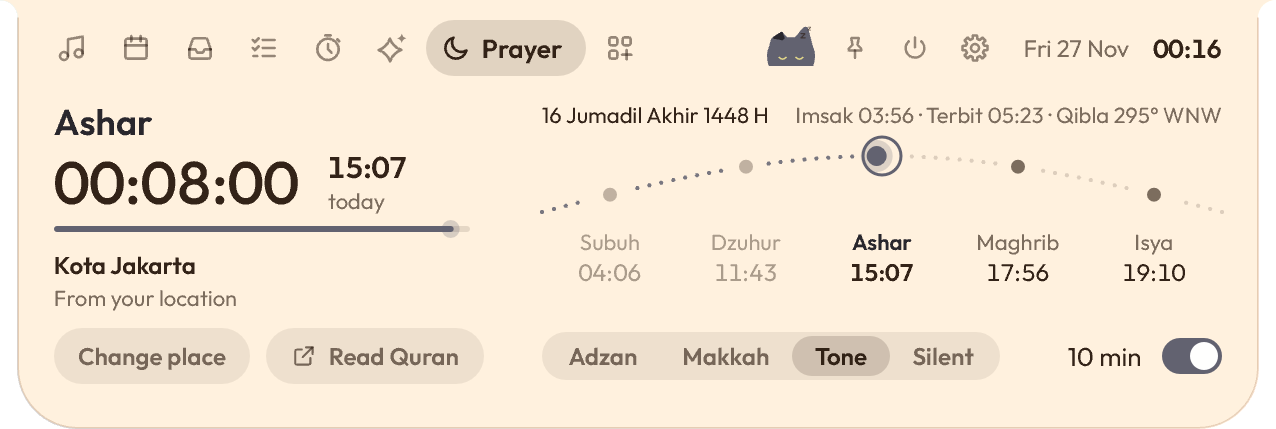 Prayer
Fri 27 Nov 00:16
Ashar
00:08:00
15:07
today
Kota Jakarta
From your location
Change place
Read Quran
16 Jumadil Akhir 1448 H
Imsak 03:56 · Terbit 05:23 · Qibla 295° WNW
Subuh Dzuhur Ashar Maghrib Isya
04:06 11:43 15:07 17:56 19:10
Adzan Makkah Tone Silent
10 min